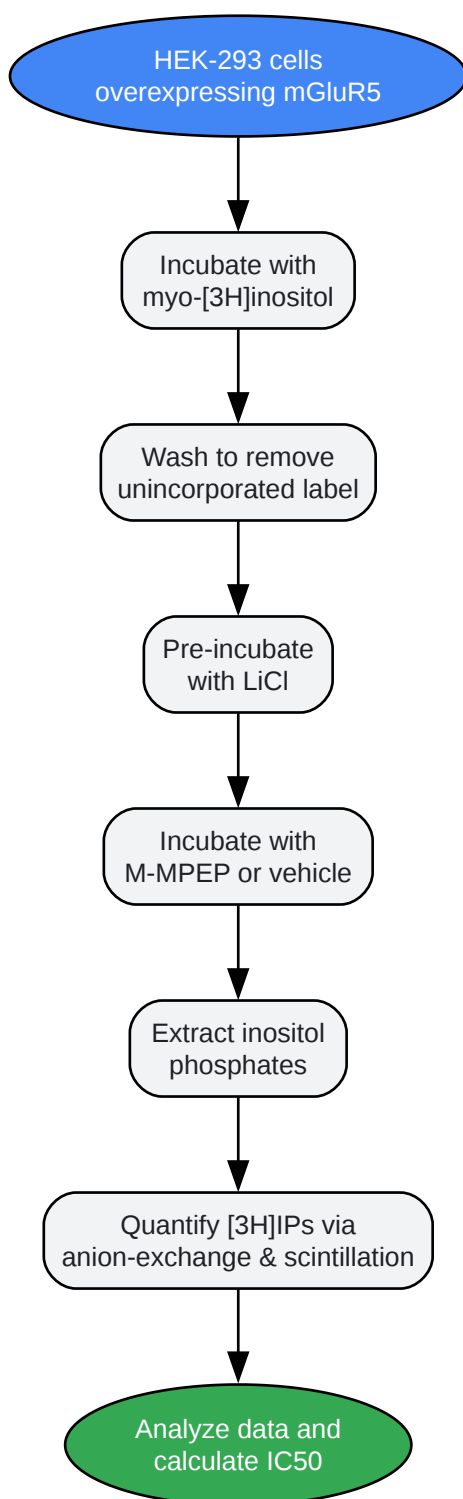 HEK-293 cells
overexpressing mGluR5
Incubate with
myo-[3H]inositol
Wash to remove
unincorporated label
Pre-incubate
with LiCl
Incubate with
M-MPEP or vehicle
Extract inositol
phosphates
Quantify [3H]IPs via
anion-exchange & scintillation
Analyze data and
calculate IC50